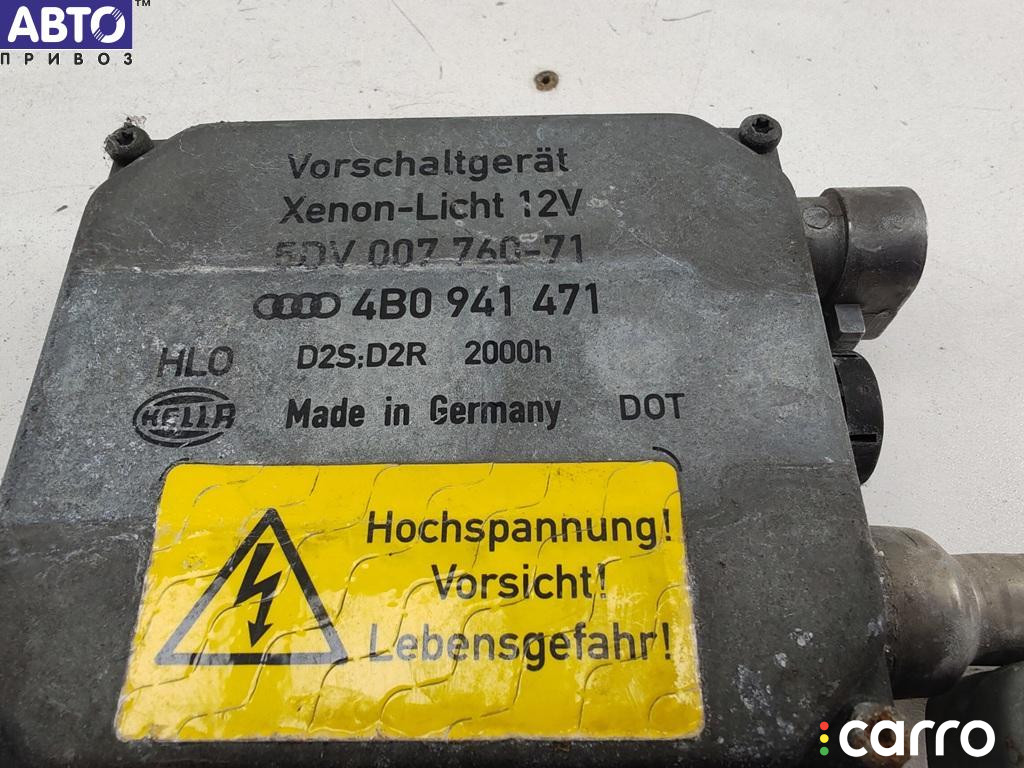 АВТО™
ПРИВОЗ
Vorschaltgerät
Xenon-Licht 12V
5DV 007 760-71
4B0 941 471
HLO D2S;D2R 2000h
HELLA Made in Germany DOT
Hochspannung!
Vorsicht!
Lebensgefahr!
carro